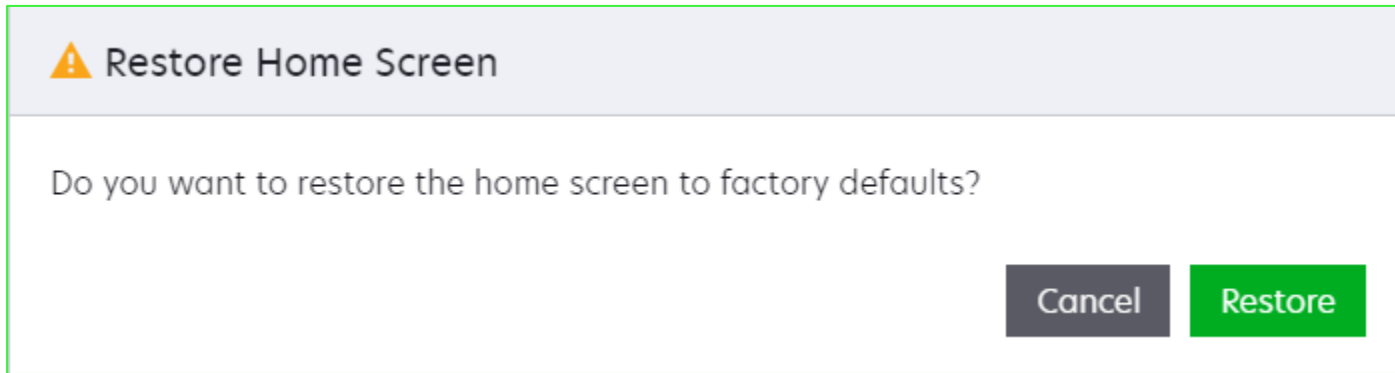 Restore Home Screen
Do you want to restore the home screen to factory defaults?
Cancel Restore